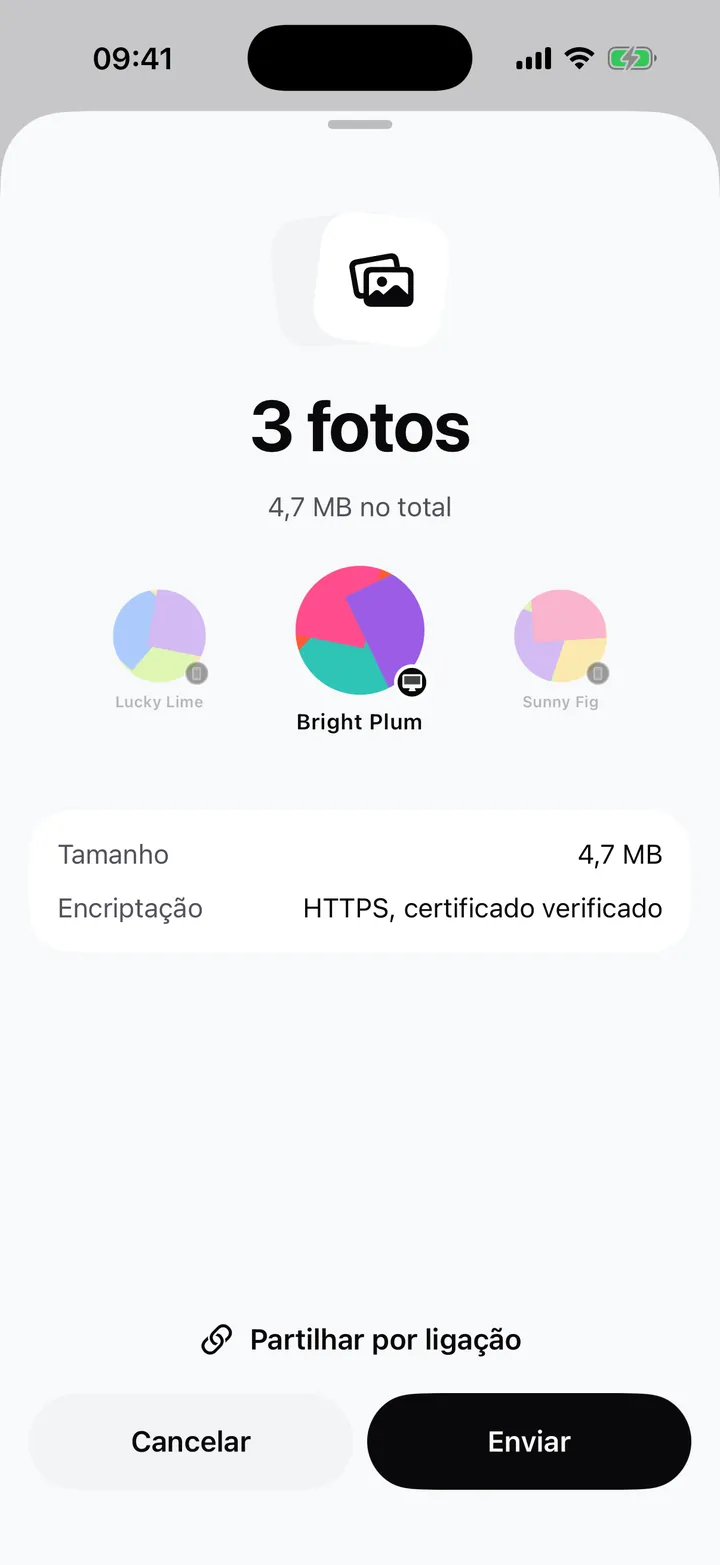 09:41
3 fotos
4,7 MB no total
Lucky Lime
Bright Plum
Sunny Fig
Tamanho 4,7 MB
Encriptação HTTPS, certificado verificado
Partilhar por ligação
Cancelar Enviar